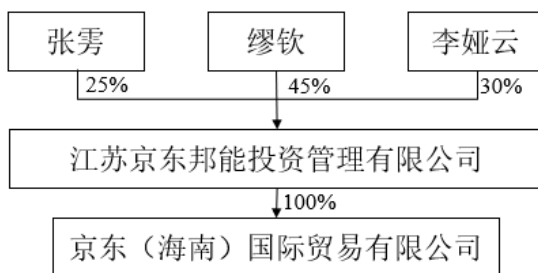 张雱 缪钦 李娅云
25% 45% 30%
江苏京东邦能投资管理有限公司
100%
京东（海南）国际贸易有限公司